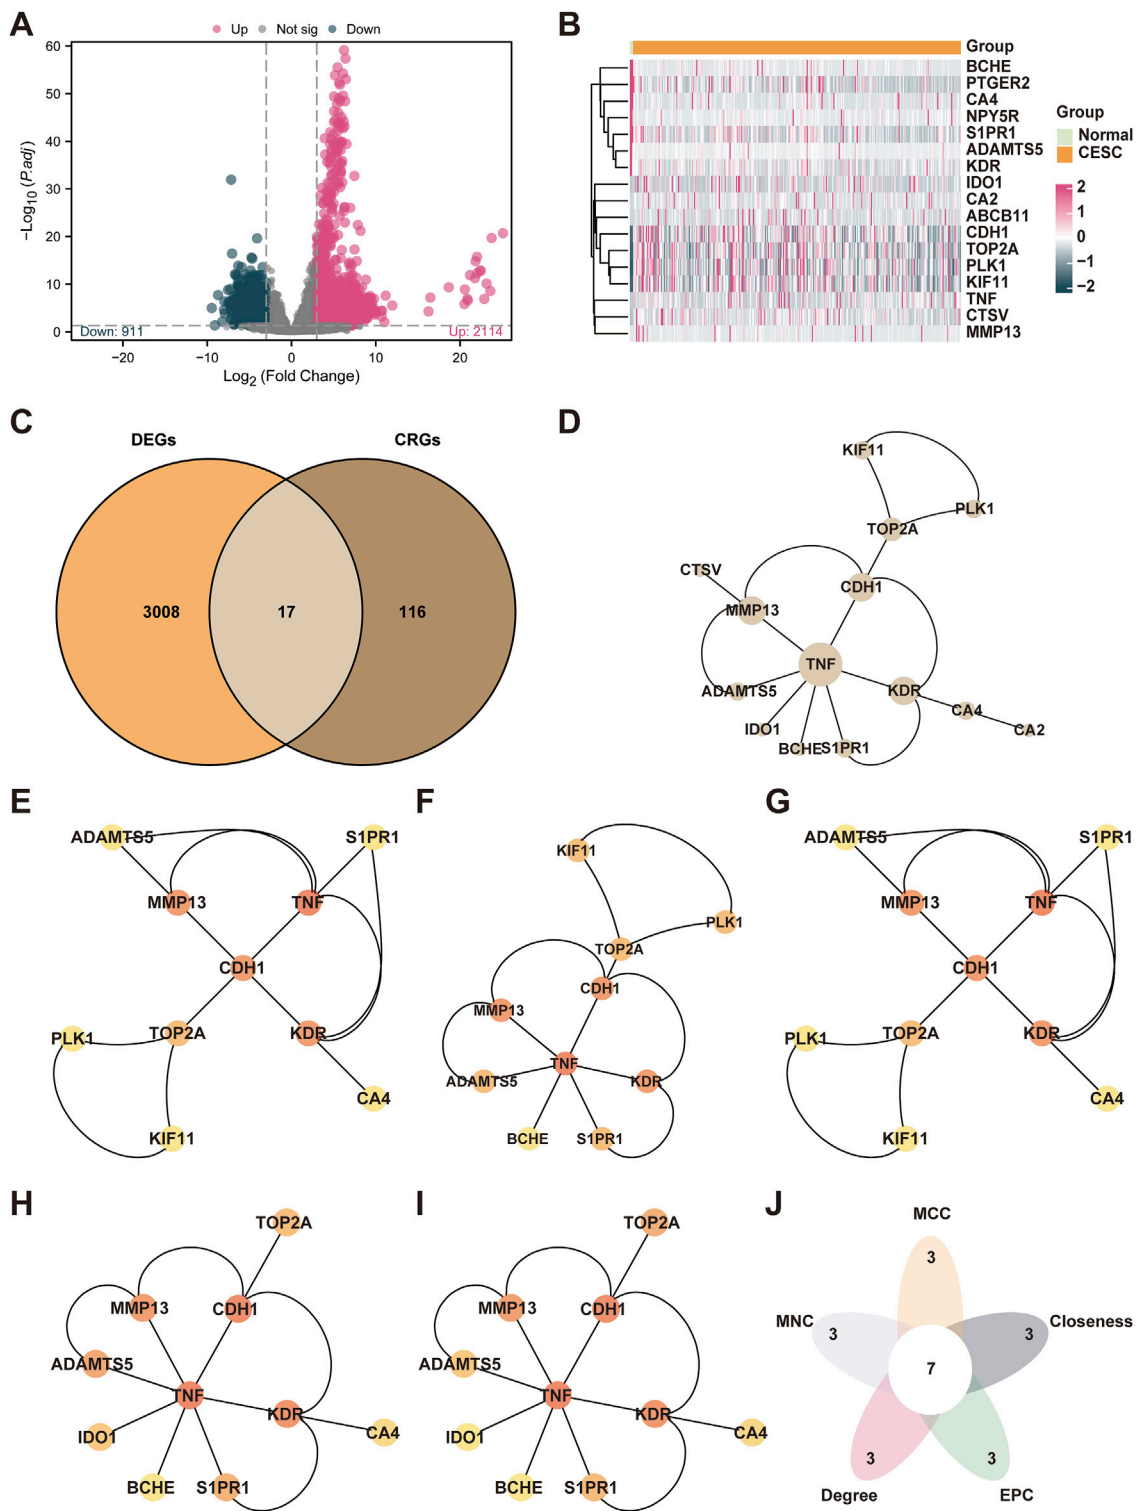 A
Up Not sig Down
60
50
40
30
20
10
0
−Log10 (P.adj)
Down: 911
Up: 2114
−20 −10 0 10 20
Log2 (Fold Change)
B
Group
BCHE
PTGER2
CA4
NPY5R
S1PR1
ADAMTS5
KDR
IDO1
CA2
ABCB11
CDH1
TOP2A
PLK1
KIF11
TNF
CTSV
MMP13
Group
Normal
CESC
2
1
0
−1
−2
C
DEGs CRGs
3008 17 116
D
KIF11
PLK1
TOP2A
CTSV
CDH1
MMP13
TNF
ADAMTS5
KDR
CA4
IDO1
CA2
BCHE
S1PR1
E
ADAMTS5
S1PR1
MMP13
TNF
CDH1
PLK1
TOP2A
KDR
CA4
KIF11
F
KIF11
PLK1
TOP2A
CDH1
MMP13
TNF
ADAMTS5
KDR
BCHE
S1PR1
G
ADAMTS5
S1PR1
MMP13
TNF
CDH1
PLK1
TOP2A
KDR
CA4
KIF11
H
TOP2A
MMP13
CDH1
ADAMTS5
TNF
KDR
IDO1
CA4
BCHE
S1PR1
I
TOP2A
MMP13
CDH1
ADAMTS5
TNF
KDR
IDO1
CA4
BCHE
S1PR1
J
MCC
3
MNC
3
Closeness
3
7
3
3
Degree
EPC